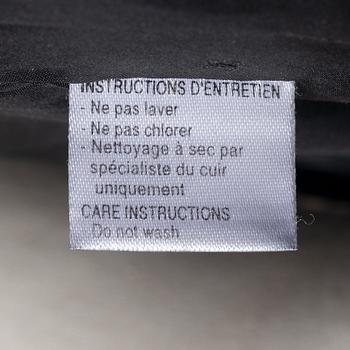 INSTRUCTIONS D'ENTRETIEN
- Ne pas laver
- Ne pas chlorer
- Nettoyage à sec par
spécialiste du cuir
uniquement
CARE INSTRUCTIONS
Do not wash